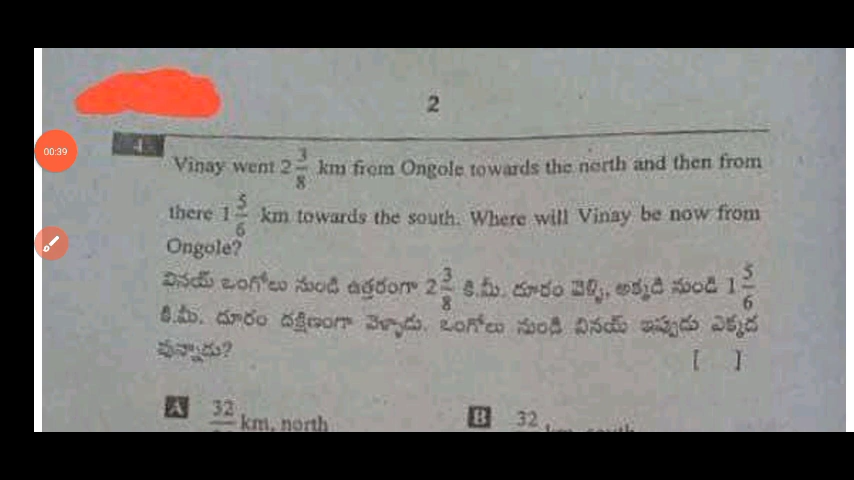 00:39
2
4
Vinay went 2 3/8 km from Ongole towards the north and then from
there 1 5/6 km towards the south. Where will Vinay be now from
Ongole?
వినయ్ ఒంగోలు నుండి ఉత్తరంగా 2 3/8 కి.మీ. దూరం వెళ్ళి, అక్కడి నుండి 1 5/6
కి.మీ. దూరం దక్షిణంగా వెళ్ళాడు. ఒంగోలు నుండి వినయ్ ఇప్పుడు ఎక్కడ
వున్నాడు?
[ ]
A 32 km, north
B 32